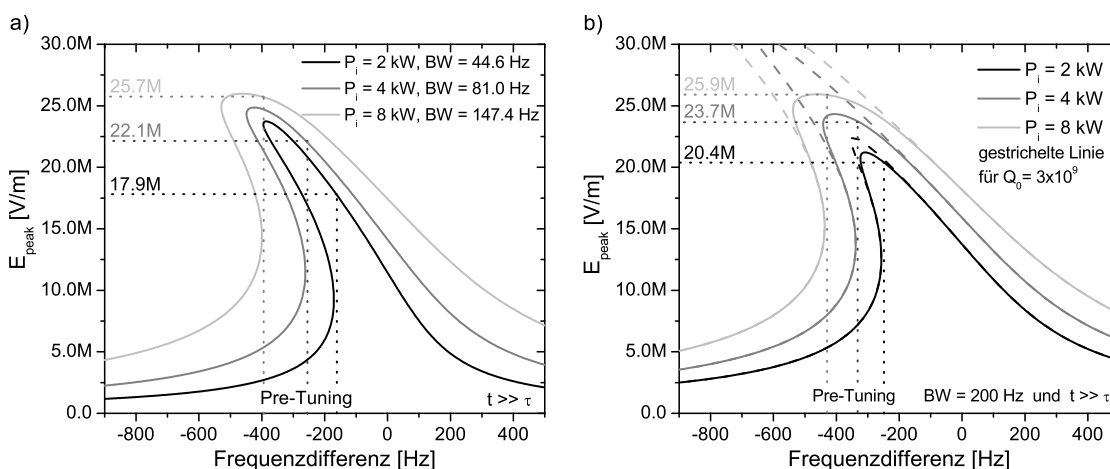 a)
30.0M
25.0M
20.0M
15.0M
10.0M
5.0M
0.0
E_peak [V/m]
25.7M
22.1M
17.9M
P_i = 2 kW, BW = 44.6 Hz
P_i = 4 kW, BW = 81.0 Hz
P_i = 8 kW, BW = 147.4 Hz
Pre-Tuning
t >> τ
-800 -600 -400 -200 0 200 400
Frequenzdifferenz [Hz]
b)
30.0M
25.0M
20.0M
15.0M
10.0M
5.0M
0.0
E_peak [V/m]
25.9M
23.7M
20.4M
P_i = 2 kW
P_i = 4 kW
P_i = 8 kW
gestrichelte Linie
für Q_0 = 3x10^9
Pre-Tuning
BW = 200 Hz und t >> τ
-800 -600 -400 -200 0 200 400
Frequenzdifferenz [Hz]